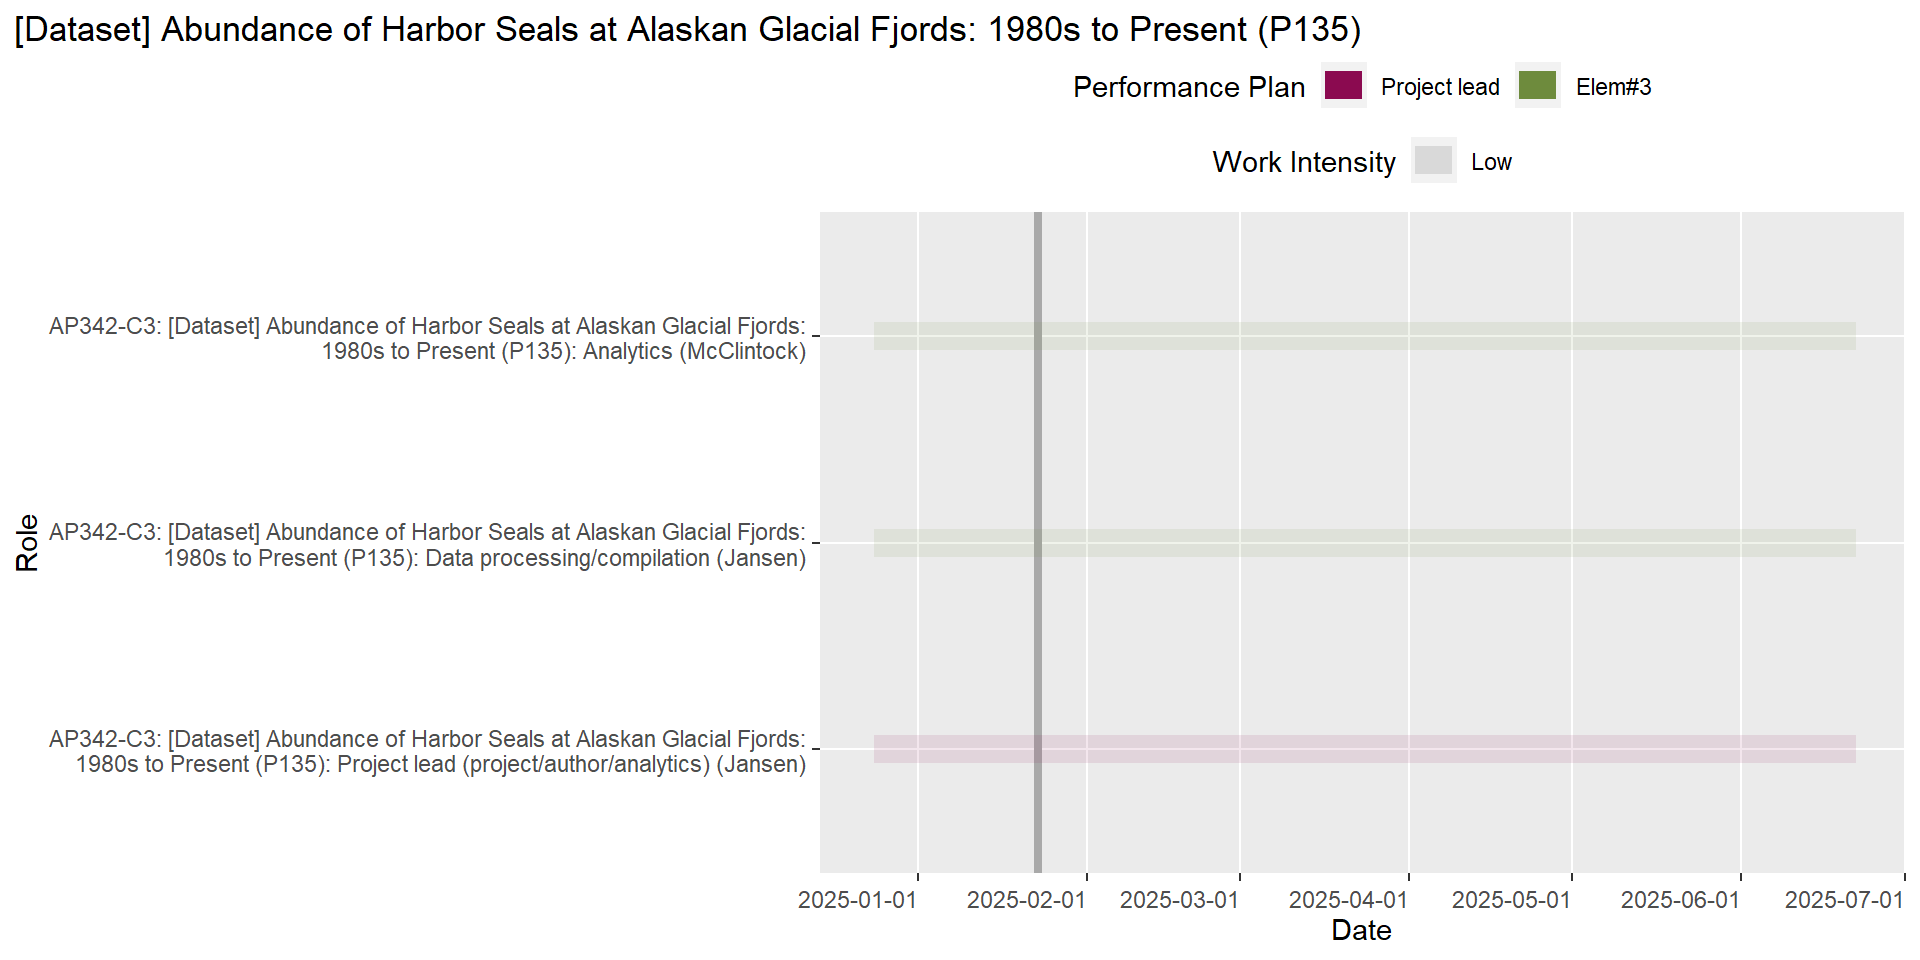 [Dataset] Abundance of Harbor Seals at Alaskan Glacial Fjords: 1980s to Present (P135)
Performance Plan Project lead Elem#3
Work Intensity Low
AP342-C3: [Dataset] Abundance of Harbor Seals at Alaskan Glacial Fjords:
1980s to Present (P135): Analytics (McClintock)
Role
AP342-C3: [Dataset] Abundance of Harbor Seals at Alaskan Glacial Fjords:
1980s to Present (P135): Data processing/compilation (Jansen)
AP342-C3: [Dataset] Abundance of Harbor Seals at Alaskan Glacial Fjords:
1980s to Present (P135): Project lead (project/author/analytics) (Jansen)
2025-01-01 2025-02-01 2025-03-01 2025-04-01 2025-05-01 2025-06-01 2025-07-01
Date